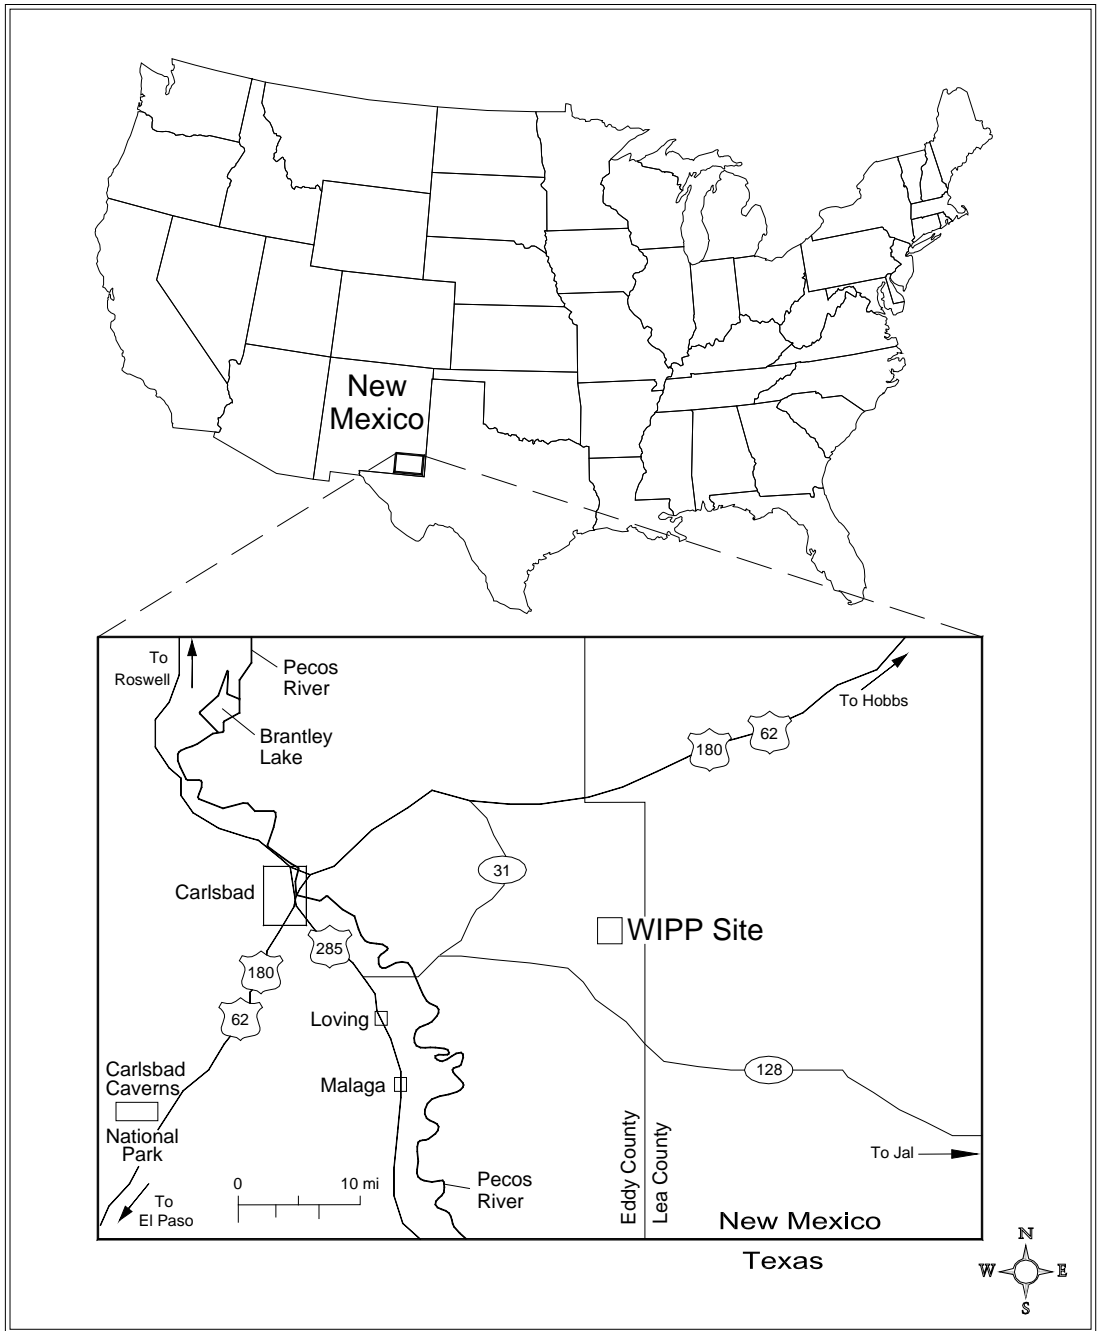 New
Mexico
To
Roswell
Pecos
River
Brantley
Lake
To Hobbs
62
180
31
Carlsbad
WIPP Site
285
180
62
Loving
Carlsbad
Caverns
National
Park
Malaga
128
To Jal
Eddy County
Lea County
Pecos
River
0
10 mi
To
El Paso
New Mexico
Texas
N
W
E
S